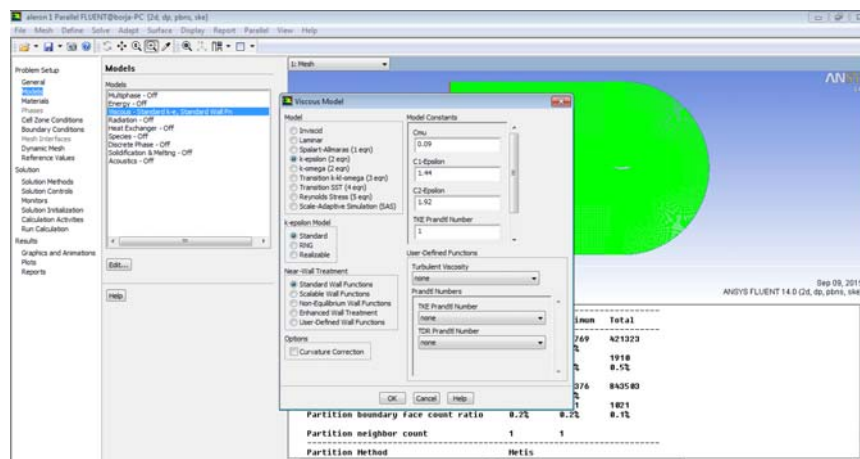 aleron 1 Parallel FLUENT@borja-PC [2d, dp, pbns, ske]
File Mesh Define Solve Adapt Surface Display Report Parallel View Help
Problem Setup
General
Models
Materials
Phases
Cell Zone Conditions
Boundary Conditions
Mesh Interfaces
Dynamic Mesh
Reference Values
Solution
Solution Methods
Solution Controls
Monitors
Solution Initialization
Calculation Activities
Run Calculation
Results
Graphics and Animations
Plots
Reports
Models
Models
Multiphase - Off
Energy - Off
Viscous - Standard k-e, Standard Wall Fn
Radiation - Off
Heat Exchanger - Off
Species - Off
Discrete Phase - Off
Solidification & Melting - Off
Acoustics - Off
Edit...
Help
1: Mesh
Viscous Model
Model
Inviscid
Laminar
Spalart-Allmaras (1 eqn)
k-epsilon (2 eqn)
k-omega (2 eqn)
Transition k-kl-omega (3 eqn)
Transition SST (4 eqn)
Reynolds Stress (5 eqn)
Scale-Adaptive Simulation (SAS)
k-epsilon Model
Standard
RNG
Realizable
Near-Wall Treatment
Standard Wall Functions
Scalable Wall Functions
Non-Equilibrium Wall Functions
Enhanced Wall Treatment
User-Defined Wall Functions
Options
Curvature Correction
Model Constants
Cmu
0.09
C1-Epsilon
1.44
C2-Epsilon
1.92
TKE Prandtl Number
1
User-Defined Functions
Turbulent Viscosity
none
Prandtl Numbers
TKE Prandtl Number
none
TDR Prandtl Number
none
OK Cancel Help
ANS
Sep 09, 201
ANSYS FLUENT 14.0 (2d, dp, pbns, ske
imum Total
769 421323
1910
0.5%
376 843503
1 1021
Partition boundary face count ratio 0.2% 0.2% 0.1%
Partition neighbor count 1 1
Partition Method Metis